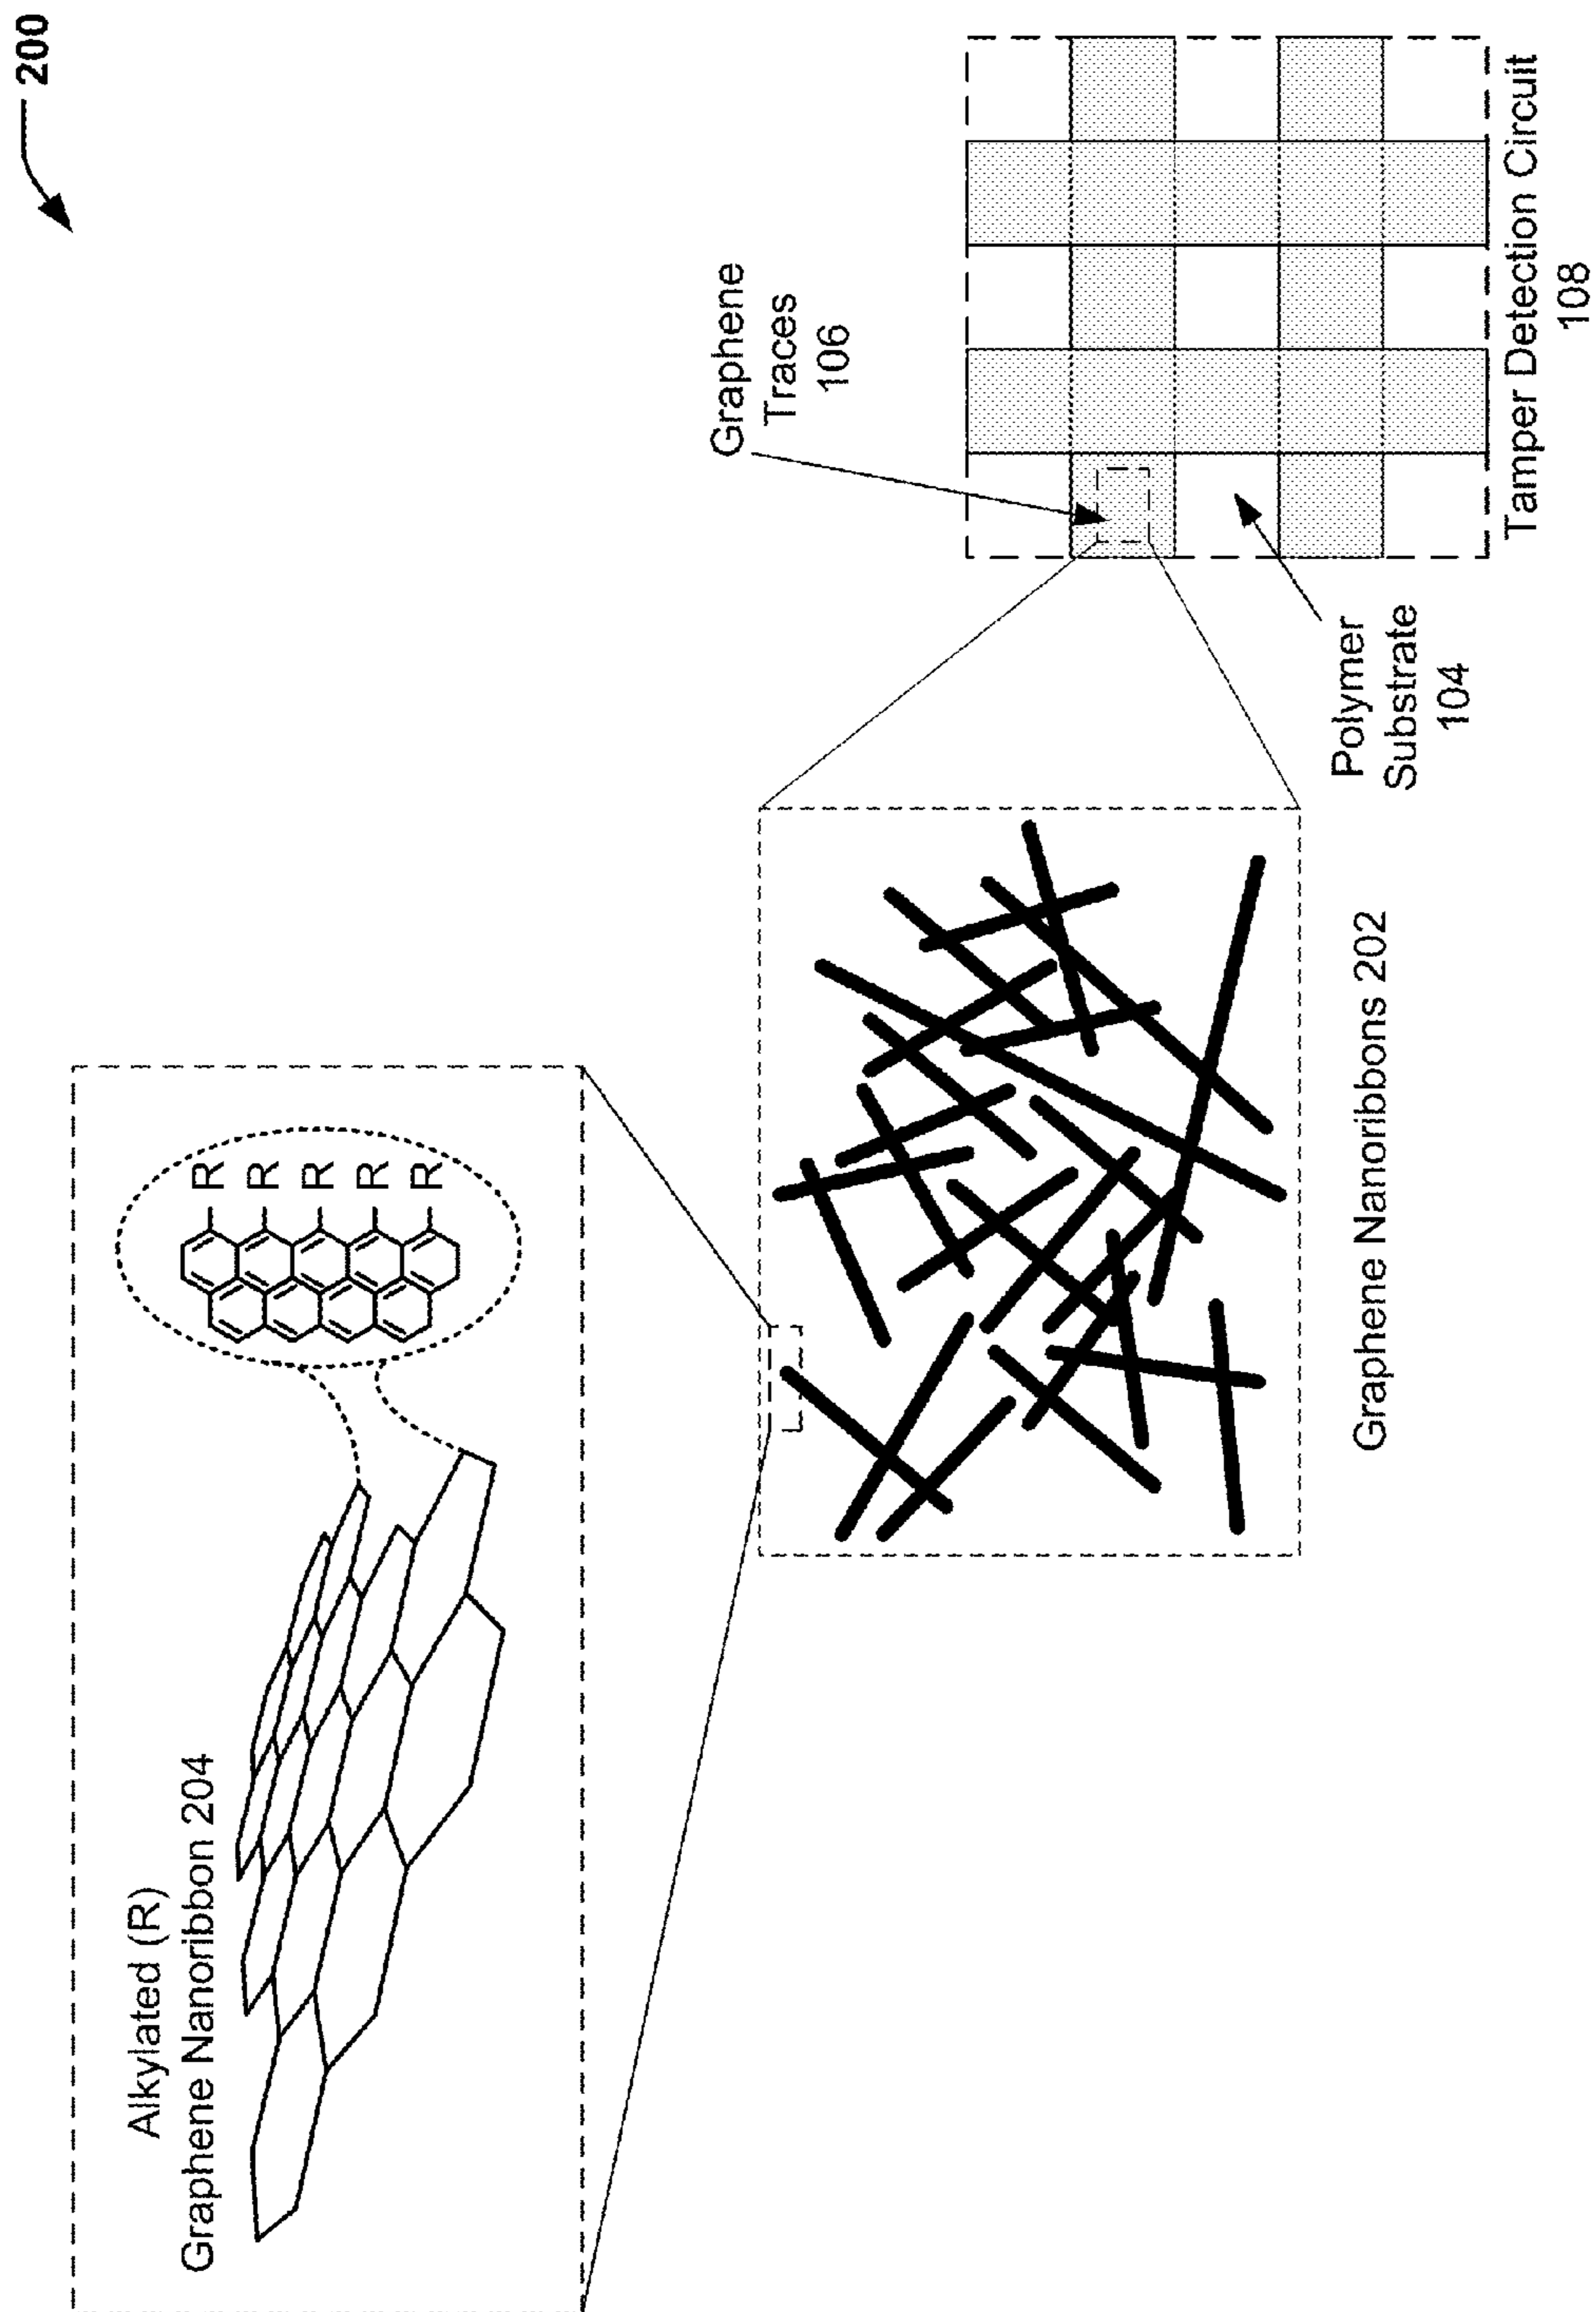 200
Alkylated (R)
Graphene Nanoribbon 204
R
R
R
R
R
Graphene Nanoribbons 202
Graphene
Traces
106
Polymer
Substrate
104
Tamper Detection Circuit
108